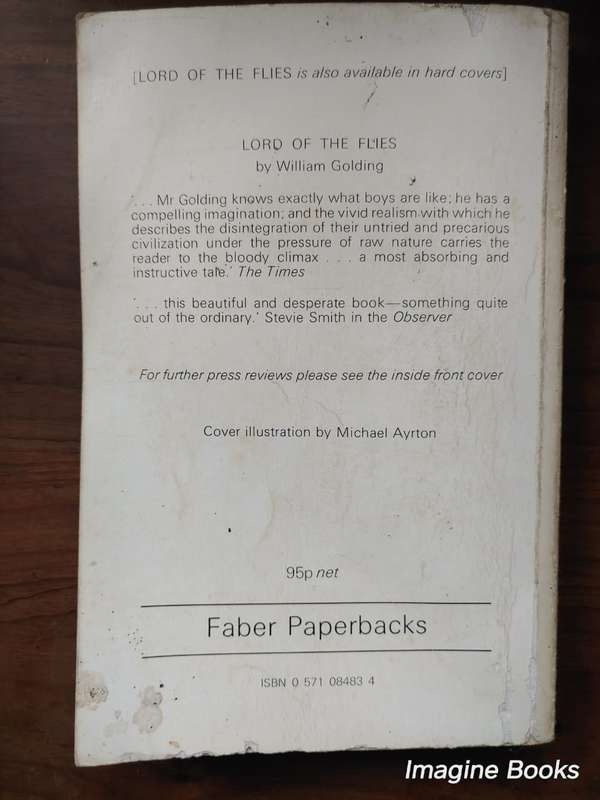 [LORD OF THE FLIES is also available in hard covers]
LORD OF THE FLIES
by William Golding
'. . . Mr Golding knows exactly what boys are like; he has a
compelling imagination; and the vivid realism with which he
describes the disintegration of their untried and precarious
civilization under the pressure of raw nature carries the
reader to the bloody climax . . . a most absorbing and
instructive tale.' The Times
'. . . this beautiful and desperate book—something quite
out of the ordinary.' Stevie Smith in the Observer
For further press reviews please see the inside front cover
Cover illustration by Michael Ayrton
95p net
Faber Paperbacks
ISBN 0 571 08483 4
Imagine Books